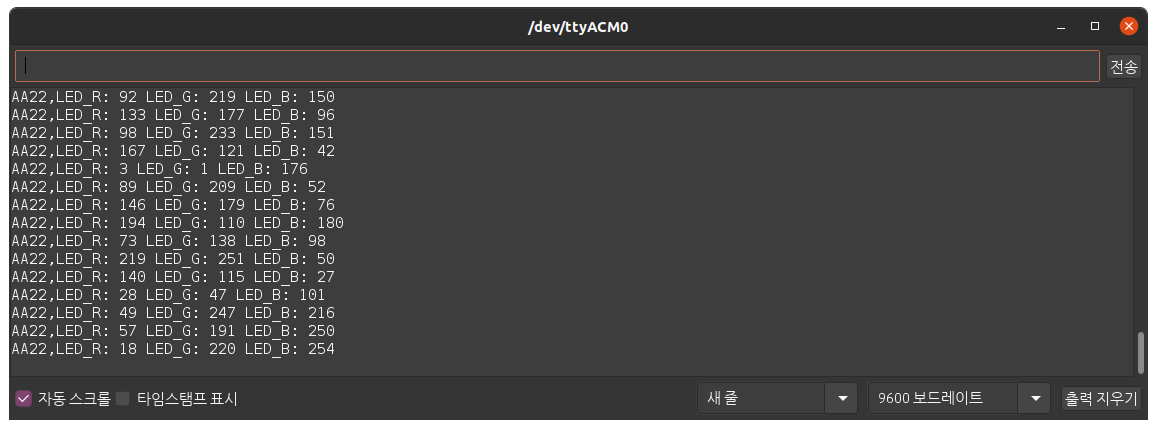 /dev/ttyACM0
전송
AA22,LED_R: 92 LED_G: 219 LED_B: 150
AA22,LED_R: 133 LED_G: 177 LED_B: 96
AA22,LED_R: 98 LED_G: 233 LED_B: 151
AA22,LED_R: 167 LED_G: 121 LED_B: 42
AA22,LED_R: 3 LED_G: 1 LED_B: 176
AA22,LED_R: 89 LED_G: 209 LED_B: 52
AA22,LED_R: 146 LED_G: 179 LED_B: 76
AA22,LED_R: 194 LED_G: 110 LED_B: 180
AA22,LED_R: 73 LED_G: 138 LED_B: 98
AA22,LED_R: 219 LED_G: 251 LED_B: 50
AA22,LED_R: 140 LED_G: 115 LED_B: 27
AA22,LED_R: 28 LED_G: 47 LED_B: 101
AA22,LED_R: 49 LED_G: 247 LED_B: 216
AA22,LED_R: 57 LED_G: 191 LED_B: 250
AA22,LED_R: 18 LED_G: 220 LED_B: 254
자동 스크롤 타임스탬프 표시 새 줄 9600 보드레이트 출력 지우기